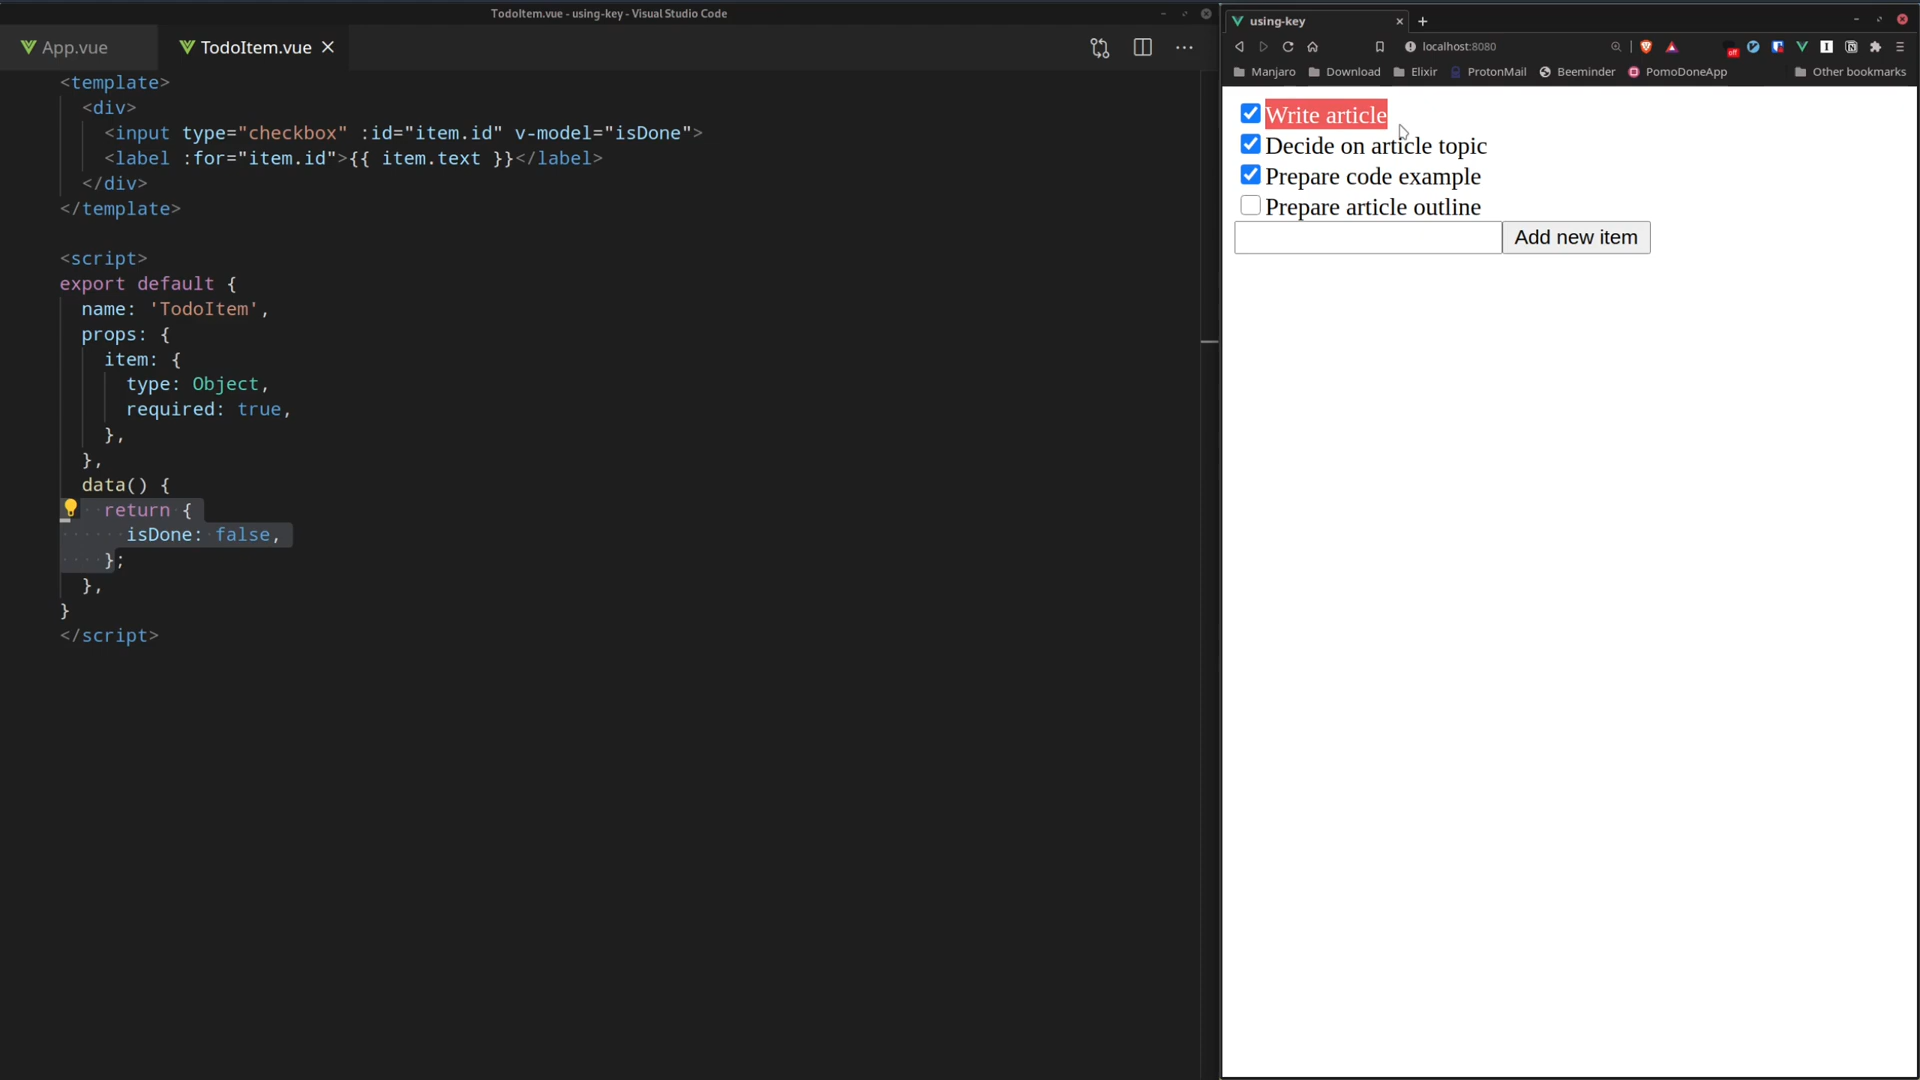 TodoItem.vue - using-key - Visual Studio Code
App.vue
TodoItem.vue
<template>
<div>
<input type="checkbox" :id="item.id" v-model="isDone">
<label :for="item.id">{{ item.text }}</label>
</div>
</template>
<script>
export default {
name: 'TodoItem',
props: {
item: {
type: Object,
required: true,
},
},
data() {
return {
isDone: false,
};
},
}
</script>
using-key
localhost:8080
off
Manjaro
Download
Elixir
ProtonMail
Beeminder
PomoDoneApp
Other bookmarks
Write article
Decide on article topic
Prepare code example
Prepare article outline
Add new item